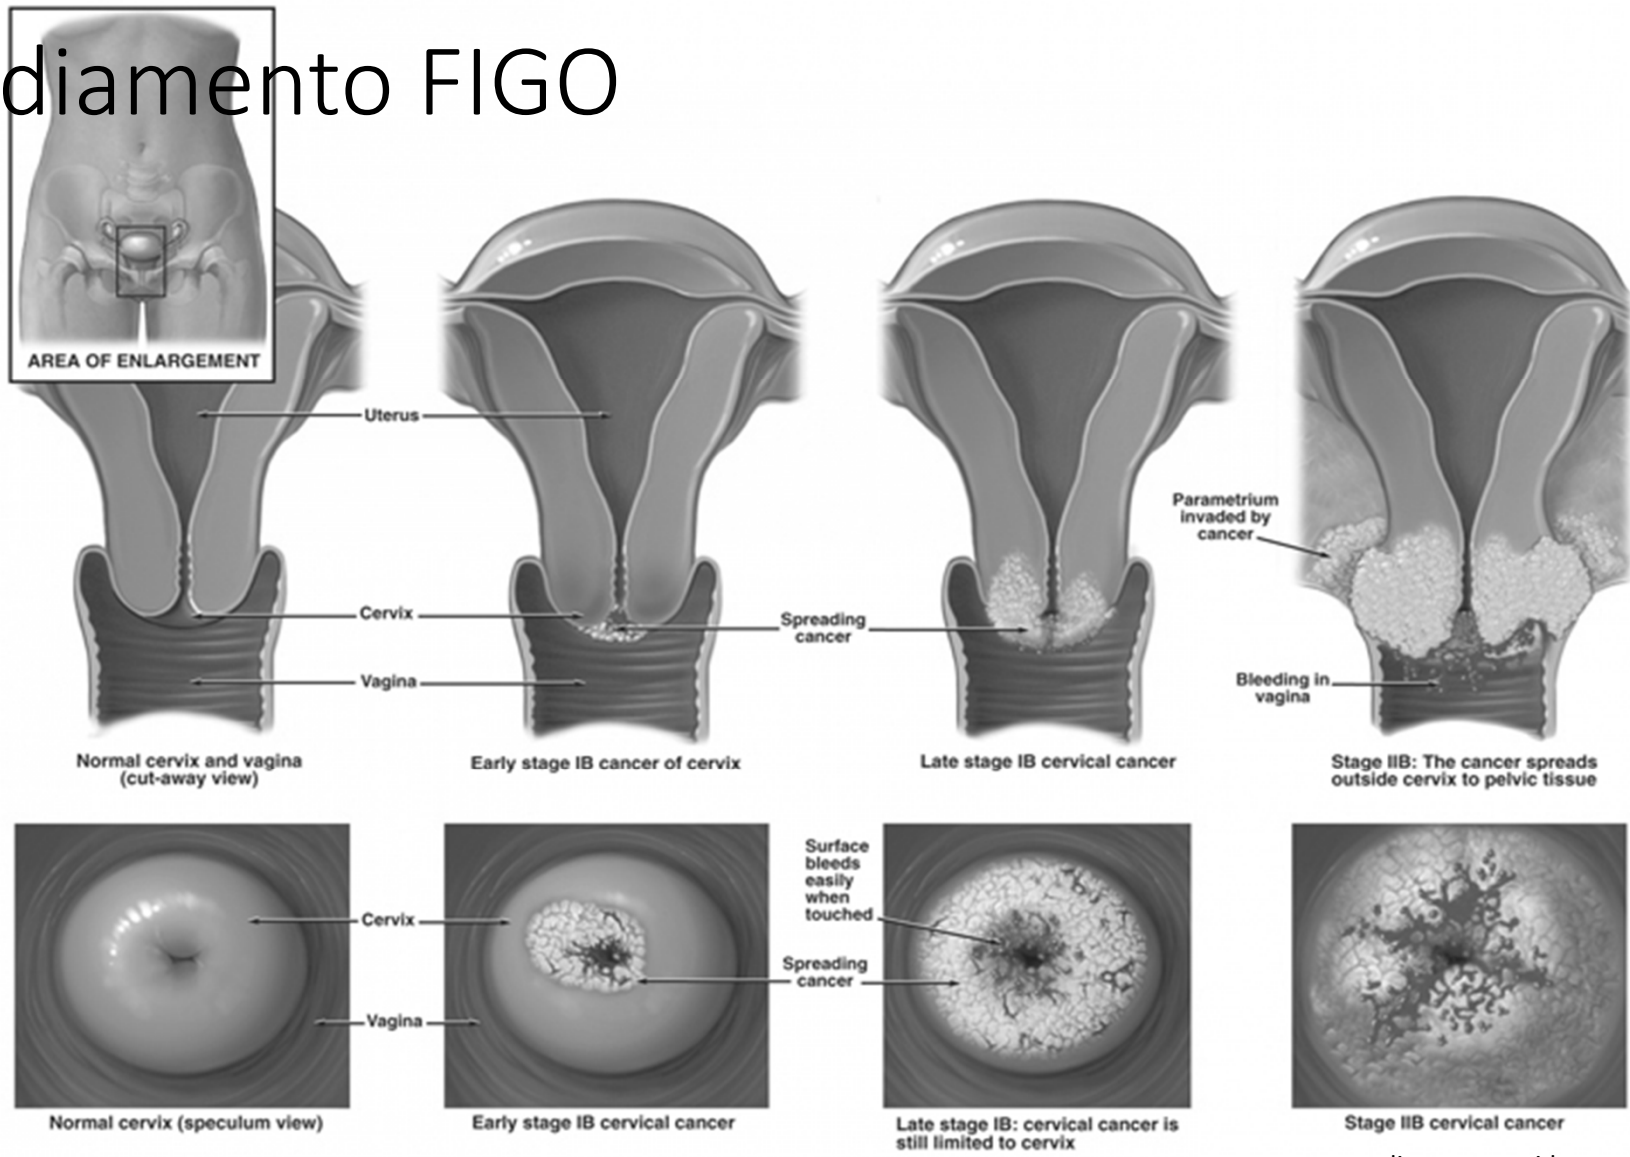 diamento FIGO
AREA OF ENLARGEMENT
Uterus
Parametrium
invaded by
cancer
Cervix
Spreading
cancer
Vagina
Bleeding in
vagina
Normal cervix and vagina
(cut-away view)
Early stage IB cancer of cervix
Late stage IB cervical cancer
Stage IIB: The cancer spreads
outside cervix to pelvic tissue
Surface
bleeds
easily
when
touched
Cervix
Spreading
cancer
Vagina
Normal cervix (speculum view)
Early stage IB cervical cancer
Late stage IB: cervical cancer is
still limited to cervix
Stage IIB cervical cancer